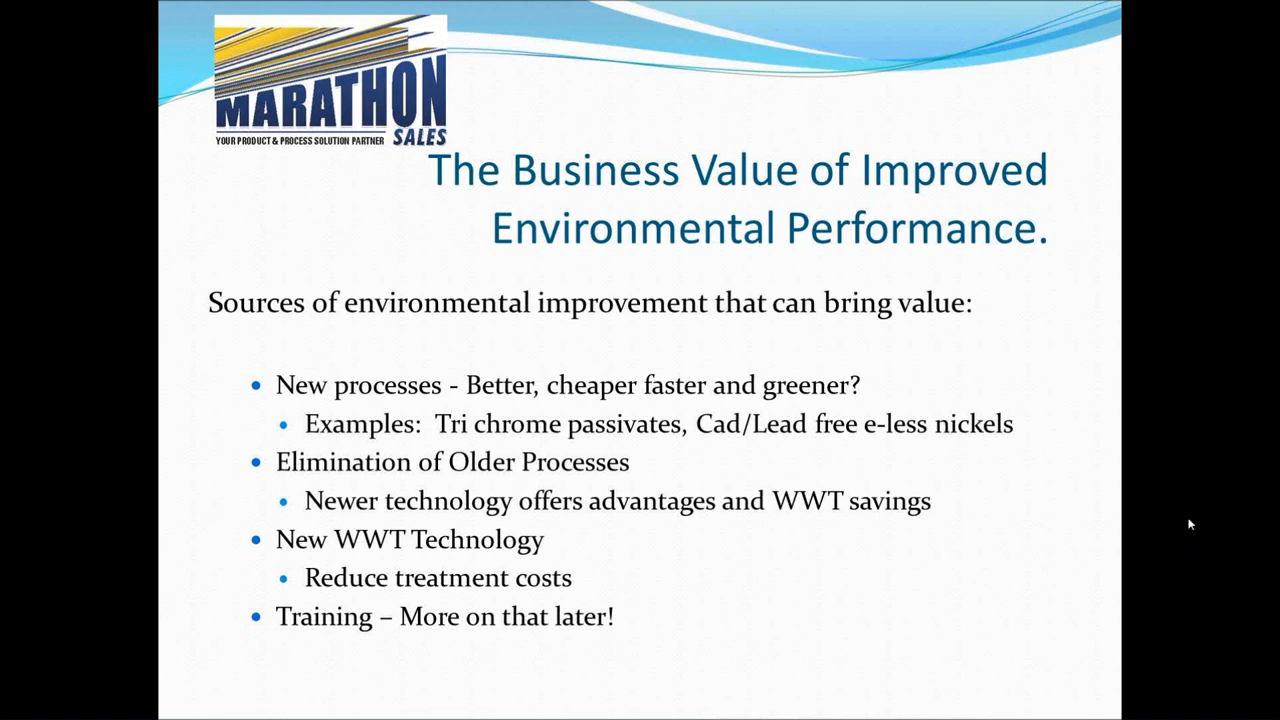 MARATHON
SALES
YOUR PRODUCT & PROCESS SOLUTION PARTNER
The Business Value of Improved
Environmental Performance.
Sources of environmental improvement that can bring value:
• New processes - Better, cheaper faster and greener?
• Examples: Tri chrome passivates, Cad/Lead free e-less nickels
• Elimination of Older Processes
• Newer technology offers advantages and WWT savings
• New WWT Technology
• Reduce treatment costs
• Training – More on that later!